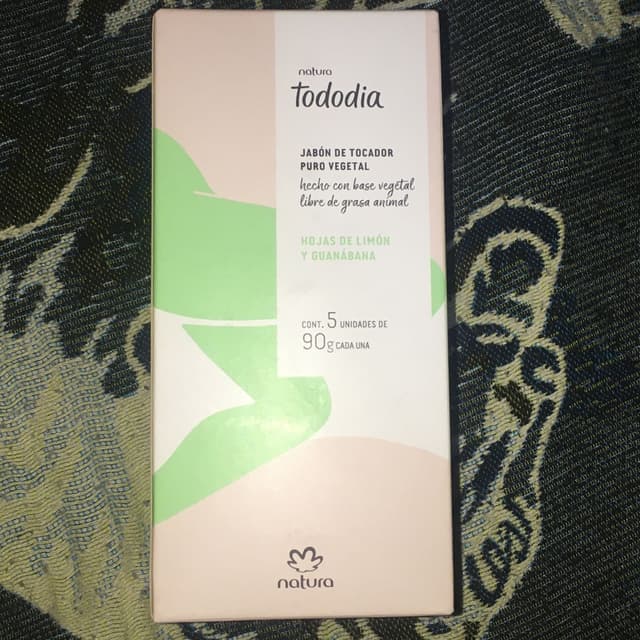 natura
Tododia
JABÓN DE TOCADOR
PURO VEGETAL
hecho con base vegetal
libre de grasa animal
HOJAS DE LIMÓN
Y GUANÁBANA
CONT. 5 UNIDADES DE
90g CADA UNA
natura